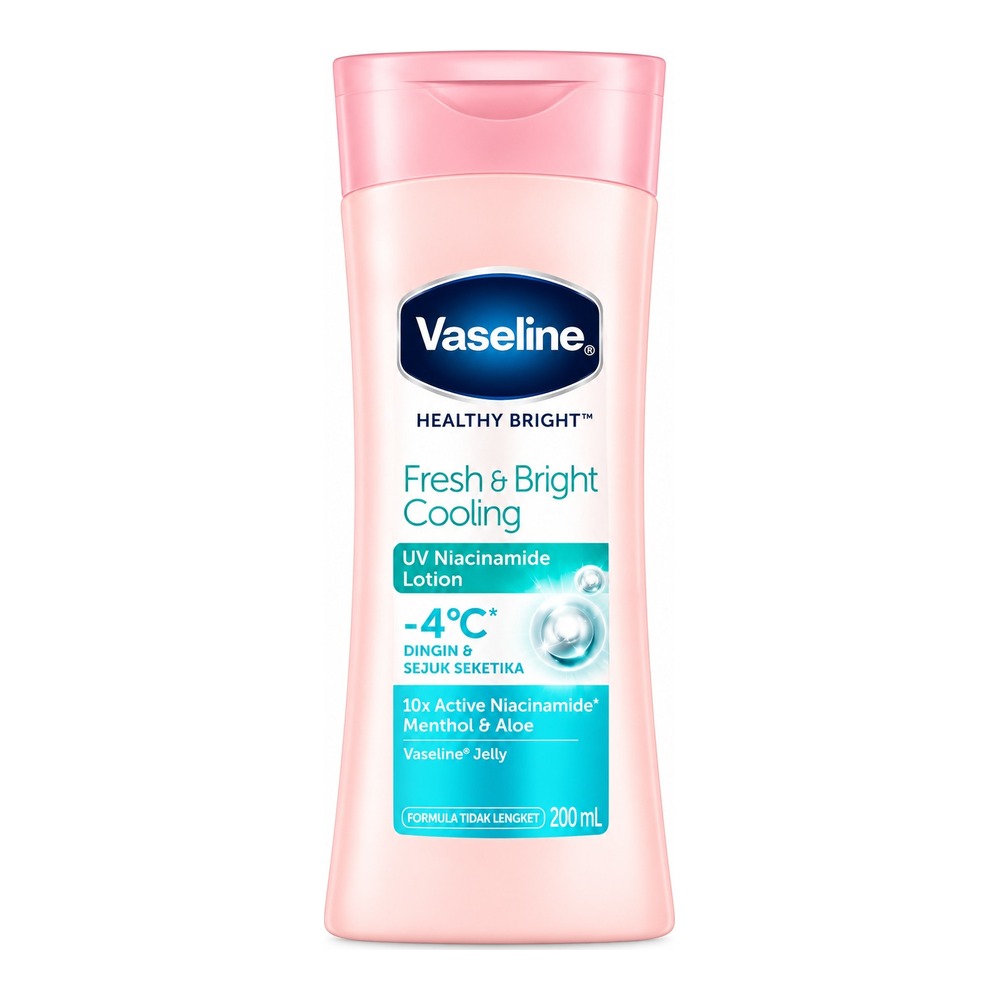 Vaseline®
HEALTHY BRIGHT™
Fresh & Bright
Cooling
UV Niacinamide
Lotion
-4°C*
DINGIN &
SEJUK SEKETIKA
10x Active Niacinamide*
Menthol & Aloe
Vaseline® Jelly
FORMULA TIDAK LENGKET 200 mL